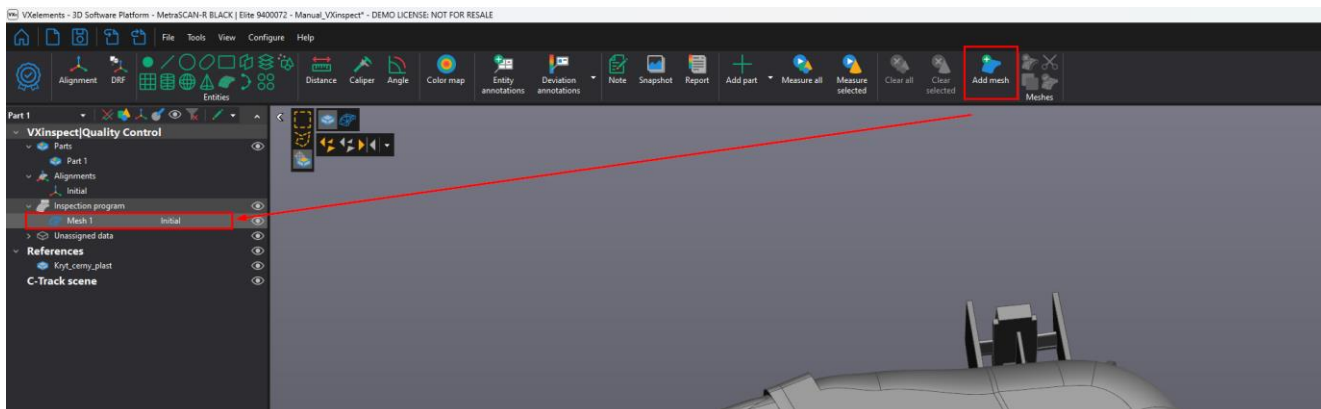 VXelements - 3D Software Platform - MetraSCAN-R BLACK | Elite 9400072 - Manual_VXinspect* - DEMO LICENSE: NOT FOR RESALE
File Tools View Configure Help
Alignment DRF Entities Distance Caliper Angle Color map Entity annotations Deviation annotations Note Snapshot Report Add part Measure all Measure selected Clear all Clear selected Add mesh Meshes
Part 1
VXinspect|Quality Control
Parts
Part 1
Alignments
Initial
Inspection program
Mesh 1 Initial
Unassigned data
References
Kryt_cerny_plast
C-Track scene